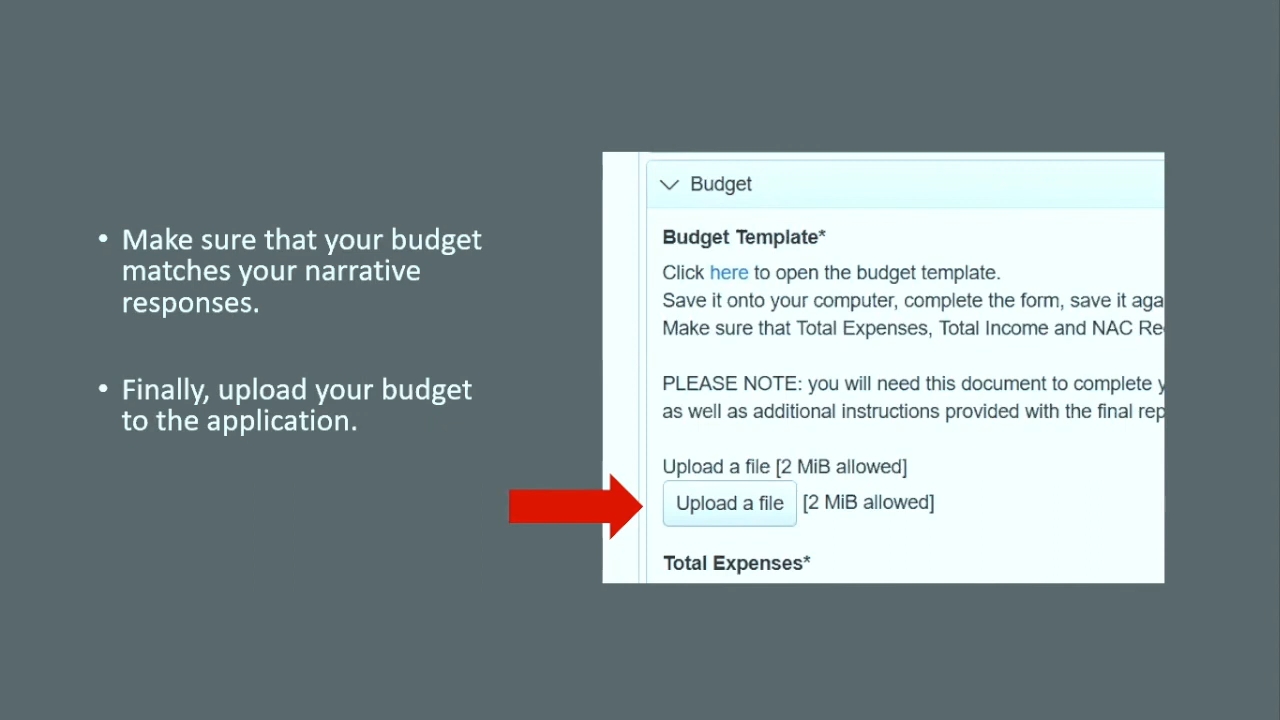 • Make sure that your budget
matches your narrative
responses.
• Finally, upload your budget
to the application.
Budget
Budget Template*
Click here to open the budget template.
Save it onto your computer, complete the form, save it aga
Make sure that Total Expenses, Total Income and NAC Re
PLEASE NOTE: you will need this document to complete y
as well as additional instructions provided with the final rep
Upload a file [2 MiB allowed]
Upload a file [2 MiB allowed]
Total Expenses*